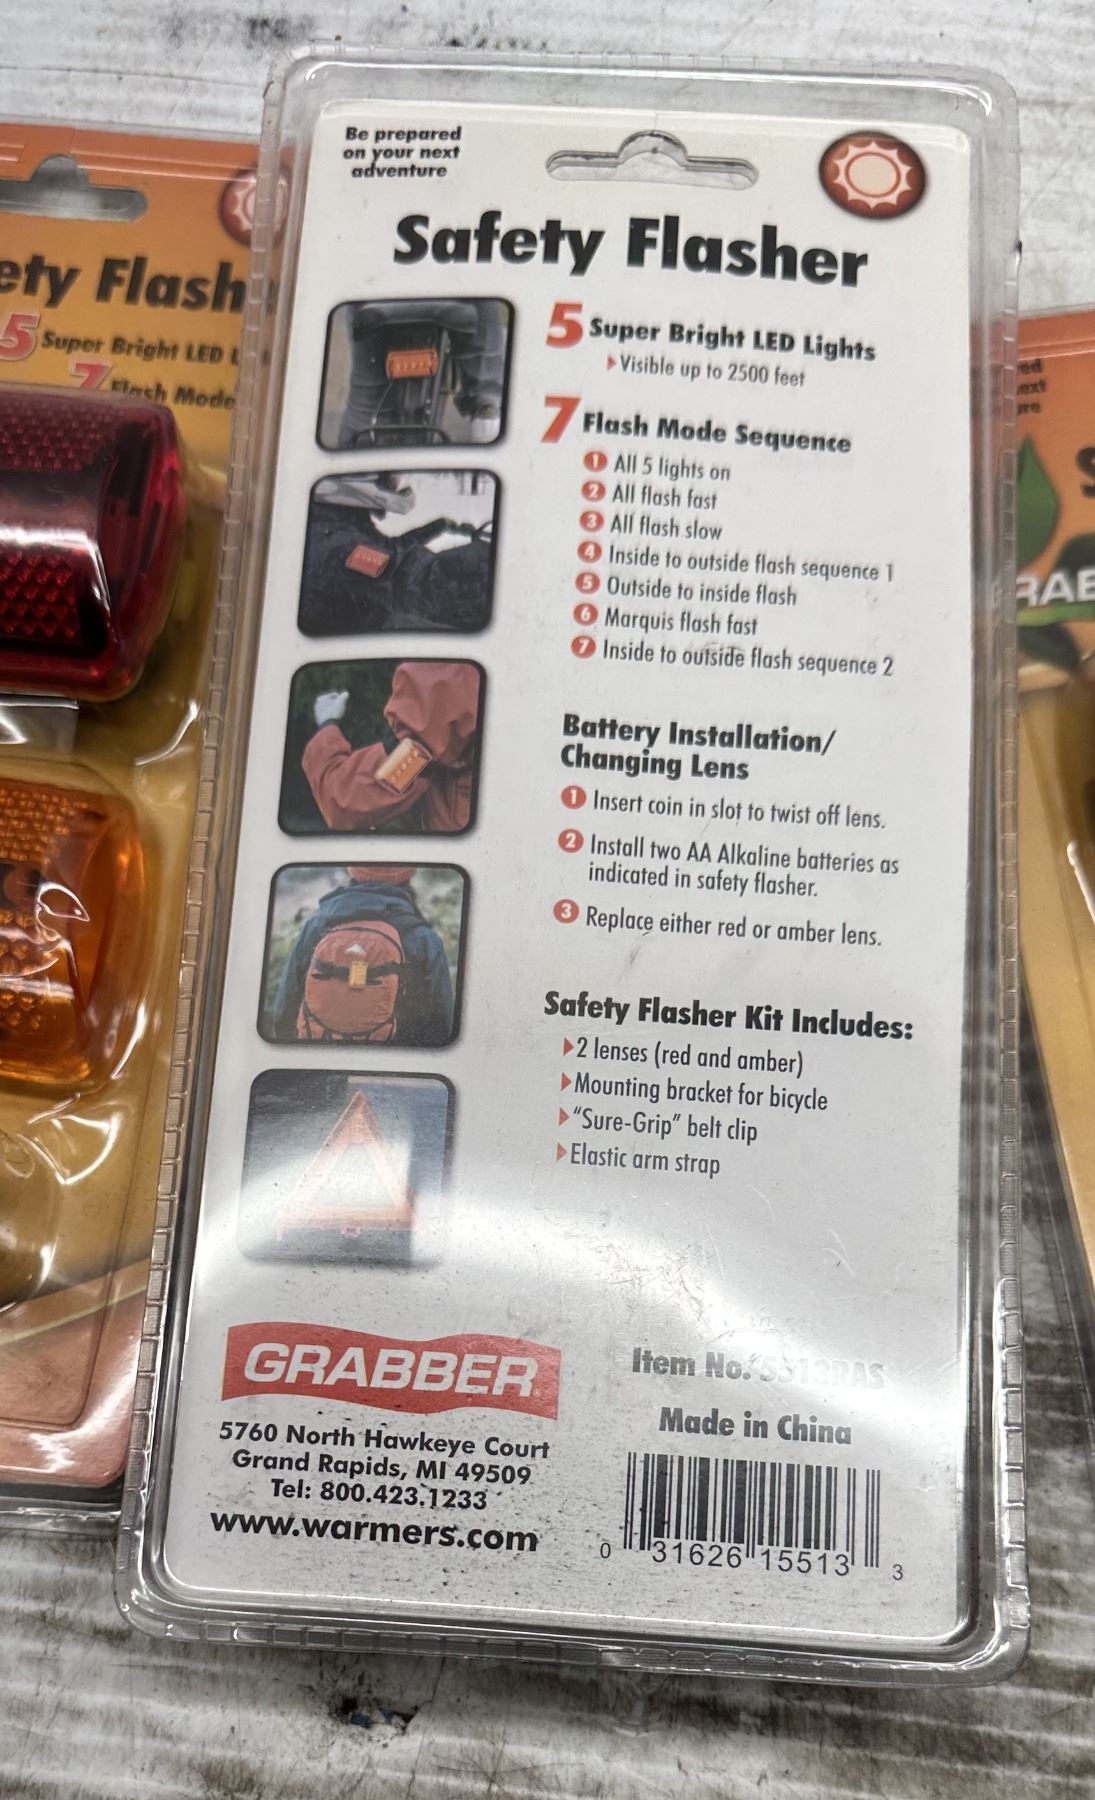 Be prepared
on your next
adventure
Safety Flasher
5 Super Bright LED Lights
Visible up to 2500 feet
7 Flash Mode Sequence
1 All 5 lights on
2 All flash fast
3 All flash slow
4 Inside to outside flash sequence 1
5 Outside to inside flash
6 Marquis flash fast
7 Inside to outside flash sequence 2
Battery Installation/
Changing Lens
1 Insert coin in slot to twist off lens.
2 Install two AA Alkaline batteries as
indicated in safety flasher.
3 Replace either red or amber lens.
Safety Flasher Kit Includes:
2 lenses (red and amber)
Mounting bracket for bicycle
"Sure-Grip" belt clip
Elastic arm strap
GRABBER
5760 North Hawkeye Court
Grand Rapids, MI 49509
Tel: 800.423.1233
www.warmers.com
Item No.
Made in China
0 31626 15513 3
ety Flash
5 Super Bright LED L
7 Flash Mode
ed
ext
re
S
RAB